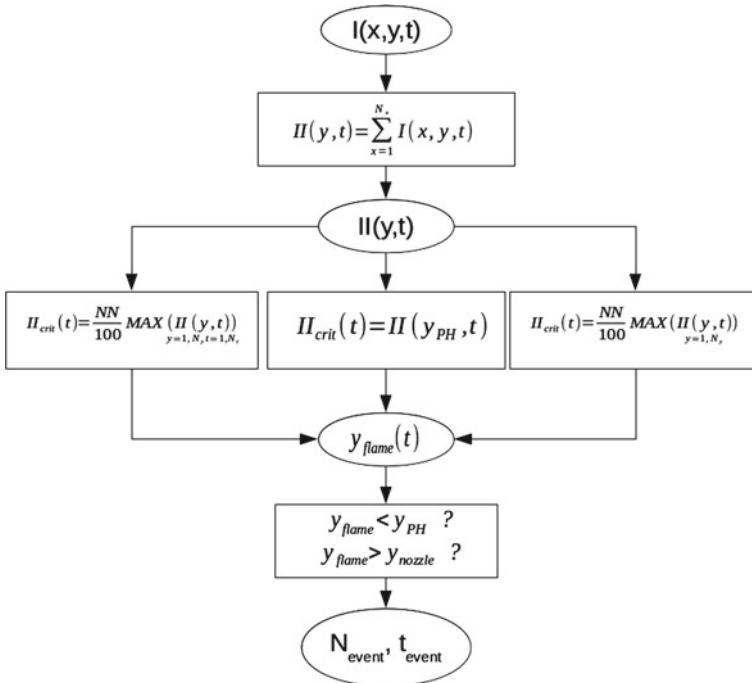 I(x,y,t)
II(y,t)=∑_{x=1}^{N_x} I(x,y,t)
II(y,t)
II_crit(t)=NN/100 MAX(II(y,t))
y=1,N_y t=1,N_t
II_crit(t)=II(y_PH,t)
II_crit(t)=NN/100 MAX(II(y,t))
y=1,N_y
y_flame(t)
y_flame<y_PH ?
y_flame>y_nozzle ?
N_event, t_event